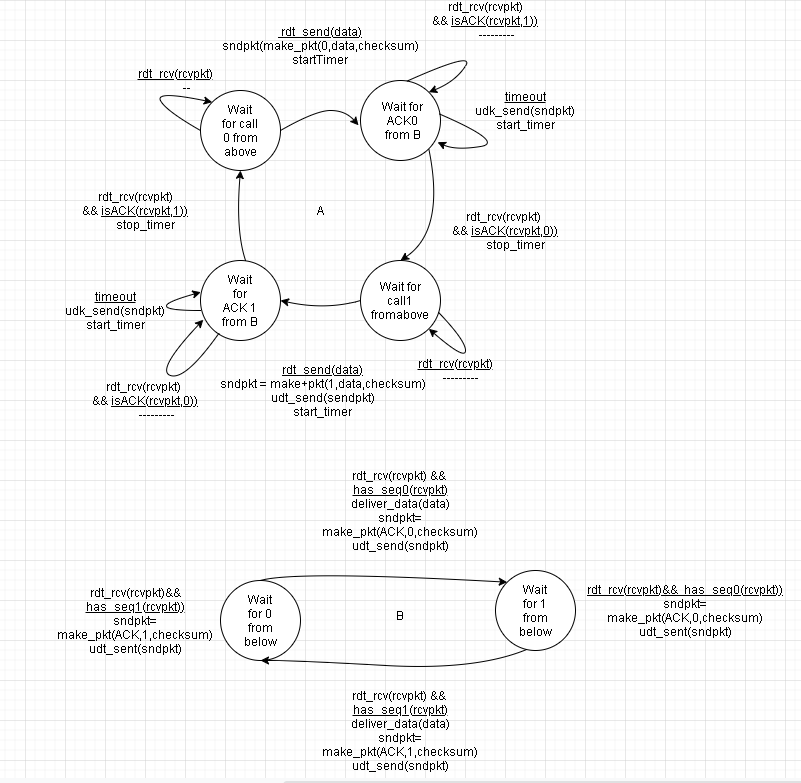 rdt_rcv(rcvpkt)
&& isACK(rcvpkt,1))
---------
rdt_send(data)
sndpkt(make_pkt(0,data,checksum)
startTimer
rdt_rcv(rcvpkt)
--
Wait
for call
0 from
above
Wait for
ACK0
from B
timeout
udk_send(sndpkt)
start_timer
rdt_rcv(rcvpkt)
&& isACK(rcvpkt,1))
stop_timer
A
rdt_rcv(rcvpkt)
&& isACK(rcvpkt,0))
stop_timer
Wait
for
ACK 1
from B
Wait for
call1
fromabove
timeout
udk_send(sndpkt)
start_timer
rdt_rcv(rcvpkt)
&& isACK(rcvpkt,0))
---------
rdt_send(data)
sndpkt = make+pkt(1,data,checksum)
udt_send(sendpkt)
start_timer
rdt_rcv(rcvpkt)
---------
rdt_rcv(rcvpkt) &&
has_seq0(rcvpkt)
deliver_data(data)
sndpkt=
make_pkt(ACK,0,checksum)
udt_send(sndpkt)
rdt_rcv(rcvpkt)&&
has_seq1(rcvpkt))
sndpkt=
make_pkt(ACK,1,checksum)
udt_sent(sndpkt)
Wait
for 0
from
below
B
Wait
for 1
from
below
rdt_rcv(rcvpkt)&& has_seq0(rcvpkt))
sndpkt=
make_pkt(ACK,0,checksum)
udt_sent(sndpkt)
rdt_rcv(rcvpkt) &&
has_seq1(rcvpkt)
deliver_data(data)
sndpkt=
make_pkt(ACK,1,checksum)
udt_send(sndpkt)